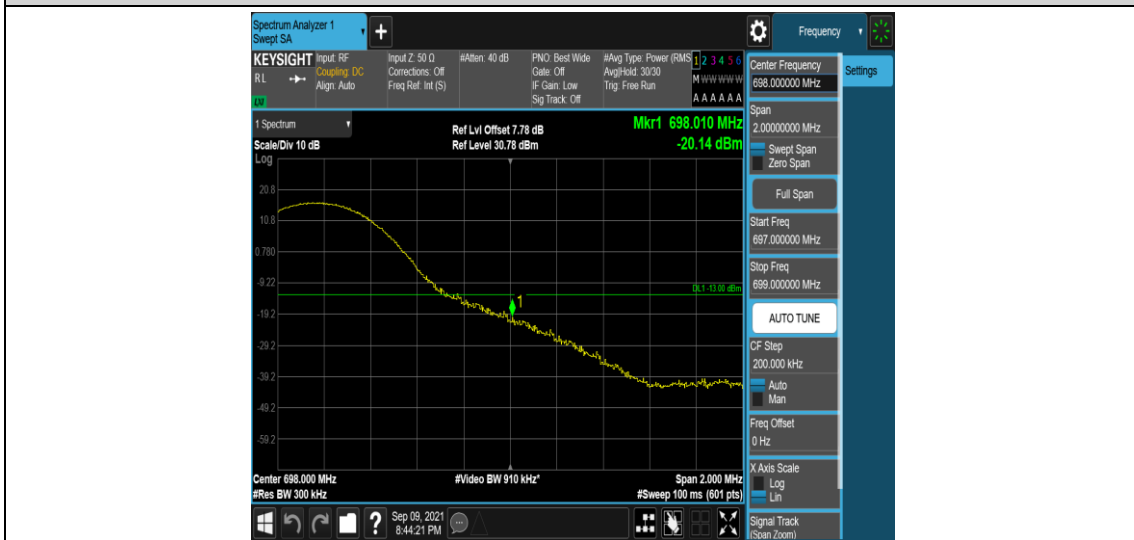 Spectrum Analyzer 1
Swept SA
+
Frequency
KEYSIGHT
RL
LXI
Input: RF
Coupling: DC
Align: Auto
Input Z: 50 Ω
Corrections: Off
Freq Ref: Int (S)
#Atten: 40 dB
PNO: Best Wide
Gate: Off
IF Gain: Low
Sig Track: Off
#Avg Type: Power (RMS
Avg|Hold: 30/30
Trig: Free Run
1 2 3 4 5 6
M W W W W W
A A A A A A
1 Spectrum
Scale/Div 10 dB
Log
Ref Lvl Offset 7.78 dB
Ref Level 30.78 dBm
Mkr1 698.010 MHz
-20.14 dBm
20.8
10.8
0.780
-9.22
DL1 -13.00 dBm
1
-19.2
-29.2
-39.2
-49.2
-59.2
Center 698.000 MHz
#Res BW 300 kHz
#Video BW 910 kHz*
Span 2.000 MHz
#Sweep 100 ms (601 pts)
?
Sep 09, 2021
8:44:21 PM
Center Frequency
698.000000 MHz
Settings
Span
2.00000000 MHz
Swept Span
Zero Span
Full Span
Start Freq
697.000000 MHz
Stop Freq
699.000000 MHz
AUTO TUNE
CF Step
200.000 kHz
Auto
Man
Freq Offset
0 Hz
X Axis Scale
Log
Lin
Signal Track
(Span Zoom)